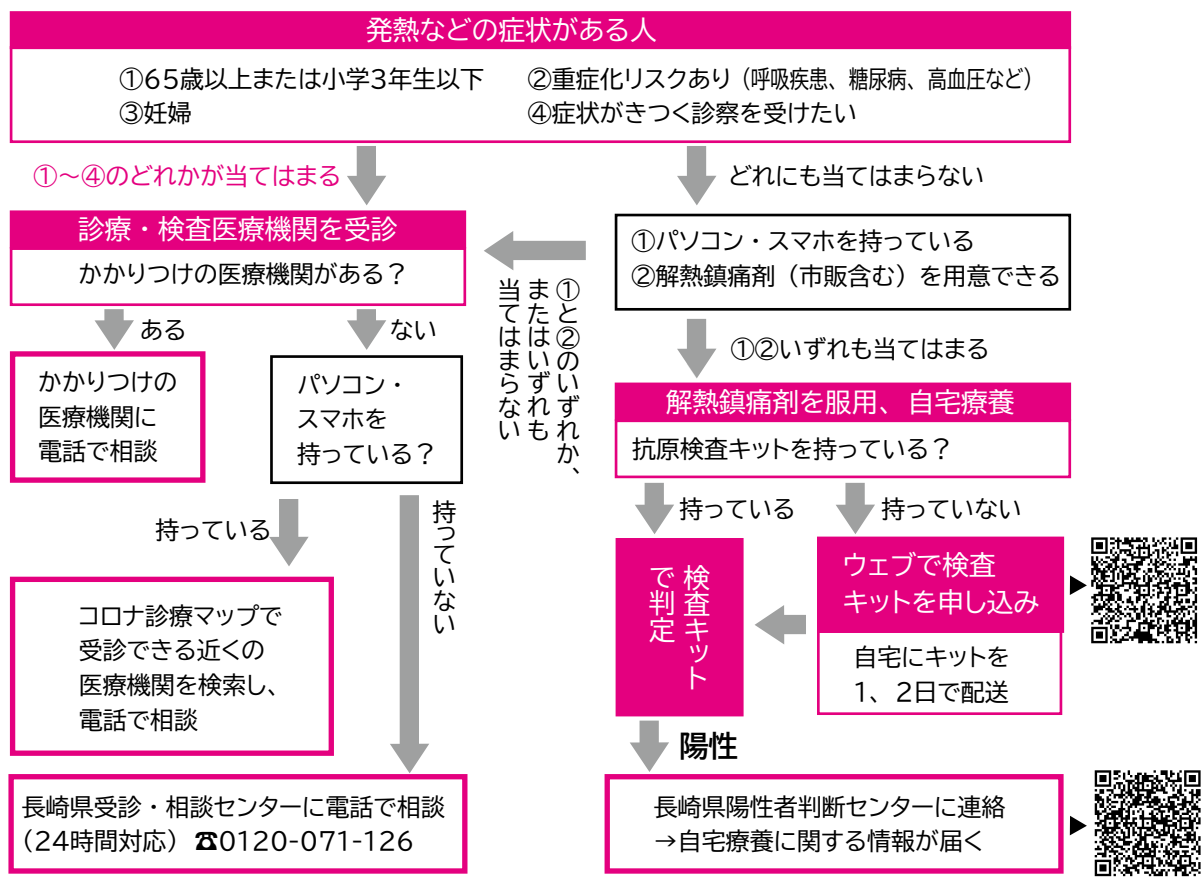 発熱などの症状がある人
①65歳以上または小学3年生以下
②重症化リスクあり（呼吸疾患、糖尿病、高血圧など）
③妊婦
④症状がきつく診察を受けたい
①～④のどれかが当てはまる
どれにも当てはまらない
診療・検査医療機関を受診
かかりつけの医療機関がある？
①パソコン・スマホを持っている
②解熱鎮痛剤（市販含む）を用意できる
①と②のいずれか、
またはいずれも
当てはまらない
ある
ない
①②いずれも当てはまる
かかりつけの
医療機関に
電話で相談
パソコン・
スマホを
持っている？
解熱鎮痛剤を服用、自宅療養
抗原検査キットを持っている？
持っている
持っていない
持っている
持っていない
コロナ診療マップで
受診できる近くの
医療機関を検索し、
電話で相談
検査キット
で判定
ウェブで検査
キットを申し込み
▶
自宅にキットを
1、2日で配送
陽性
長崎県受診・相談センターに電話で相談
（24時間対応）☎0120-071-126
長崎県陽性者判断センターに連絡
→自宅療養に関する情報が届く
▶